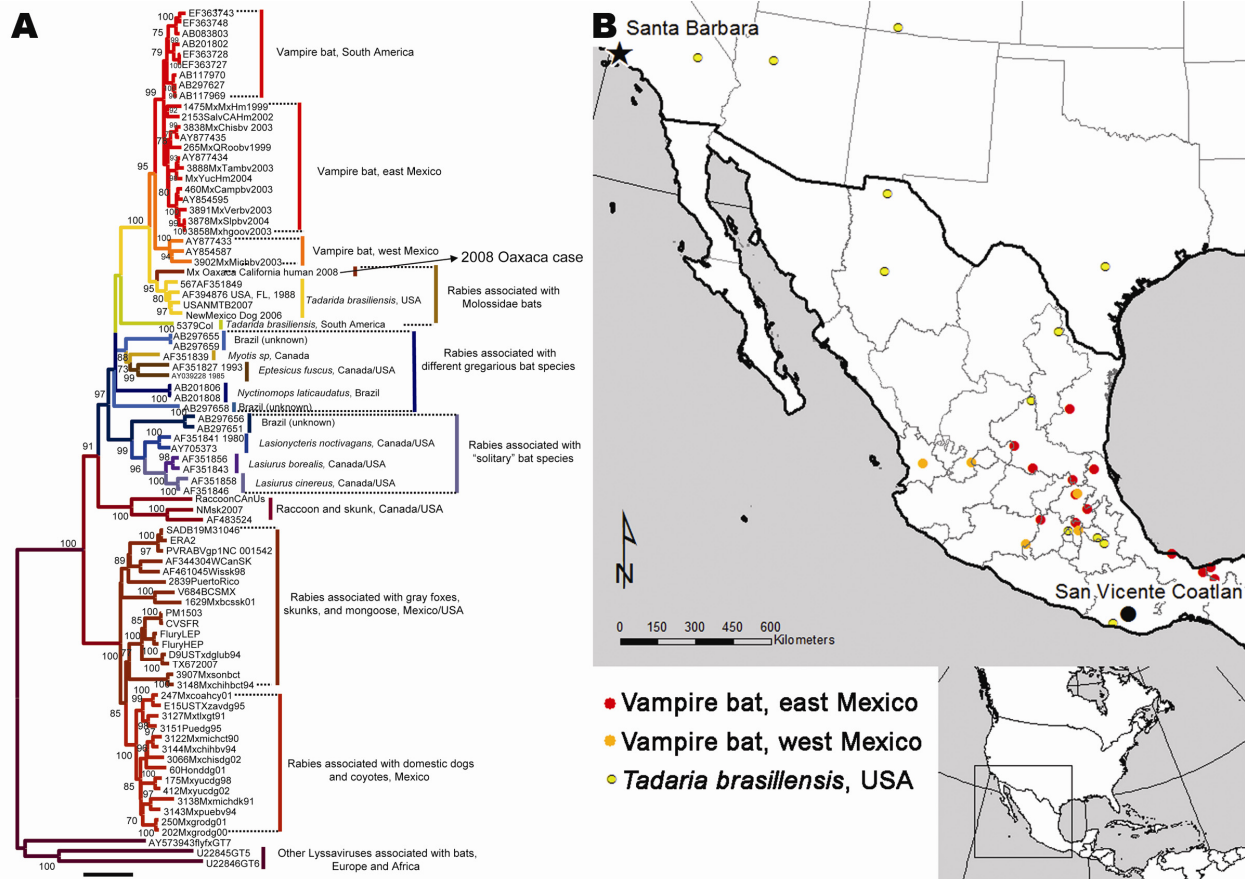 A
EF363743
EF363748
AB083803
AB201802
EF363728
EF363727
AB117970
AB297627
AB117969
Vampire bat, South America
1475MxMxHm1999
2153SalvCAHm2002
3838MxChisbv 2003
AY877435
265MxQRoobv1999
AY877434
3888MxTambv2003
MxYucHm2004
460MxCampbv2003
AY854595
3891MxVerbv2003
3878MxSlpbv2004
3858Mxhgoov2003
Vampire bat, east Mexico
AY877433
AY854587
3902MxMichbv2003
Vampire bat, west Mexico
Mx Oaxaca California human 2008
2008 Oaxaca case
567AF351849
AF394876 USA, FL, 1988
USANMTB2007
NewMexico Dog 2006
Tadarida brasiliensis, USA
5379Col
Tadarida brasiliensis, South America
Rabies associated with
Molossidae bats
AB297655
AB297659
Brazil (unknown)
AF351839
Myotis sp, Canada
AF351827 1993
AY039228 1985
Eptesicus fuscus, Canada/USA
AB201806
AB201808
Nyctinomops laticaudatus, Brazil
AB297658
Brazil (unknown)
Rabies associated with
different gregarious bat species
AB297656
AB297651
Brazil (unknown)
AF351841 1980
AY705373
Lasionycteris noctivagans, Canada/USA
AF351856
AF351843
Lasiurus borealis, Canada/USA
AF351858
AF351846
Lasiurus cinereus, Canada/USA
Rabies associated with
"solitary" bat species
RaccoonCAnUs
NMsk2007
AF483524
Raccoon and skunk, Canada/USA
SADB19M31046
ERA2
PVRABVgp1NC 001542
AF344304WCanSK
AF461045Wissk98
2839PuertoRico
V684BCSMX
1629Mxbcssk01
PM1503
CVSFR
FluryLEP
FluryHEP
D9USTxdglub94
TX672007
3907Mxsonbct
3148Mxchihbct94
Rabies associated with gray foxes,
skunks, and mongoose, Mexico/USA
247Mxcoahcy01
E15USTXzavdg95
3127Mxtlxgt91
3151Puedg95
3122Mxmichct90
3144Mxchihbv94
3066Mxchisdg02
60Honddg01
175Mxyucdg98
412Mxyucdg02
3138Mxmichdk91
3143Mxpuebv94
250Mxgrodg01
202Mxgrodg00
Rabies associated with domestic dogs
and coyotes, Mexico
AY573943flyfxGT7
U22845GT5
U22846GT6
Other Lyssaviruses associated with bats,
Europe and Africa
B
Santa Barbara
San Vicente Coatlan
N
0 150 300 450 600
Kilometers
Vampire bat, east Mexico
Vampire bat, west Mexico
Tadaria brasillensis, USA